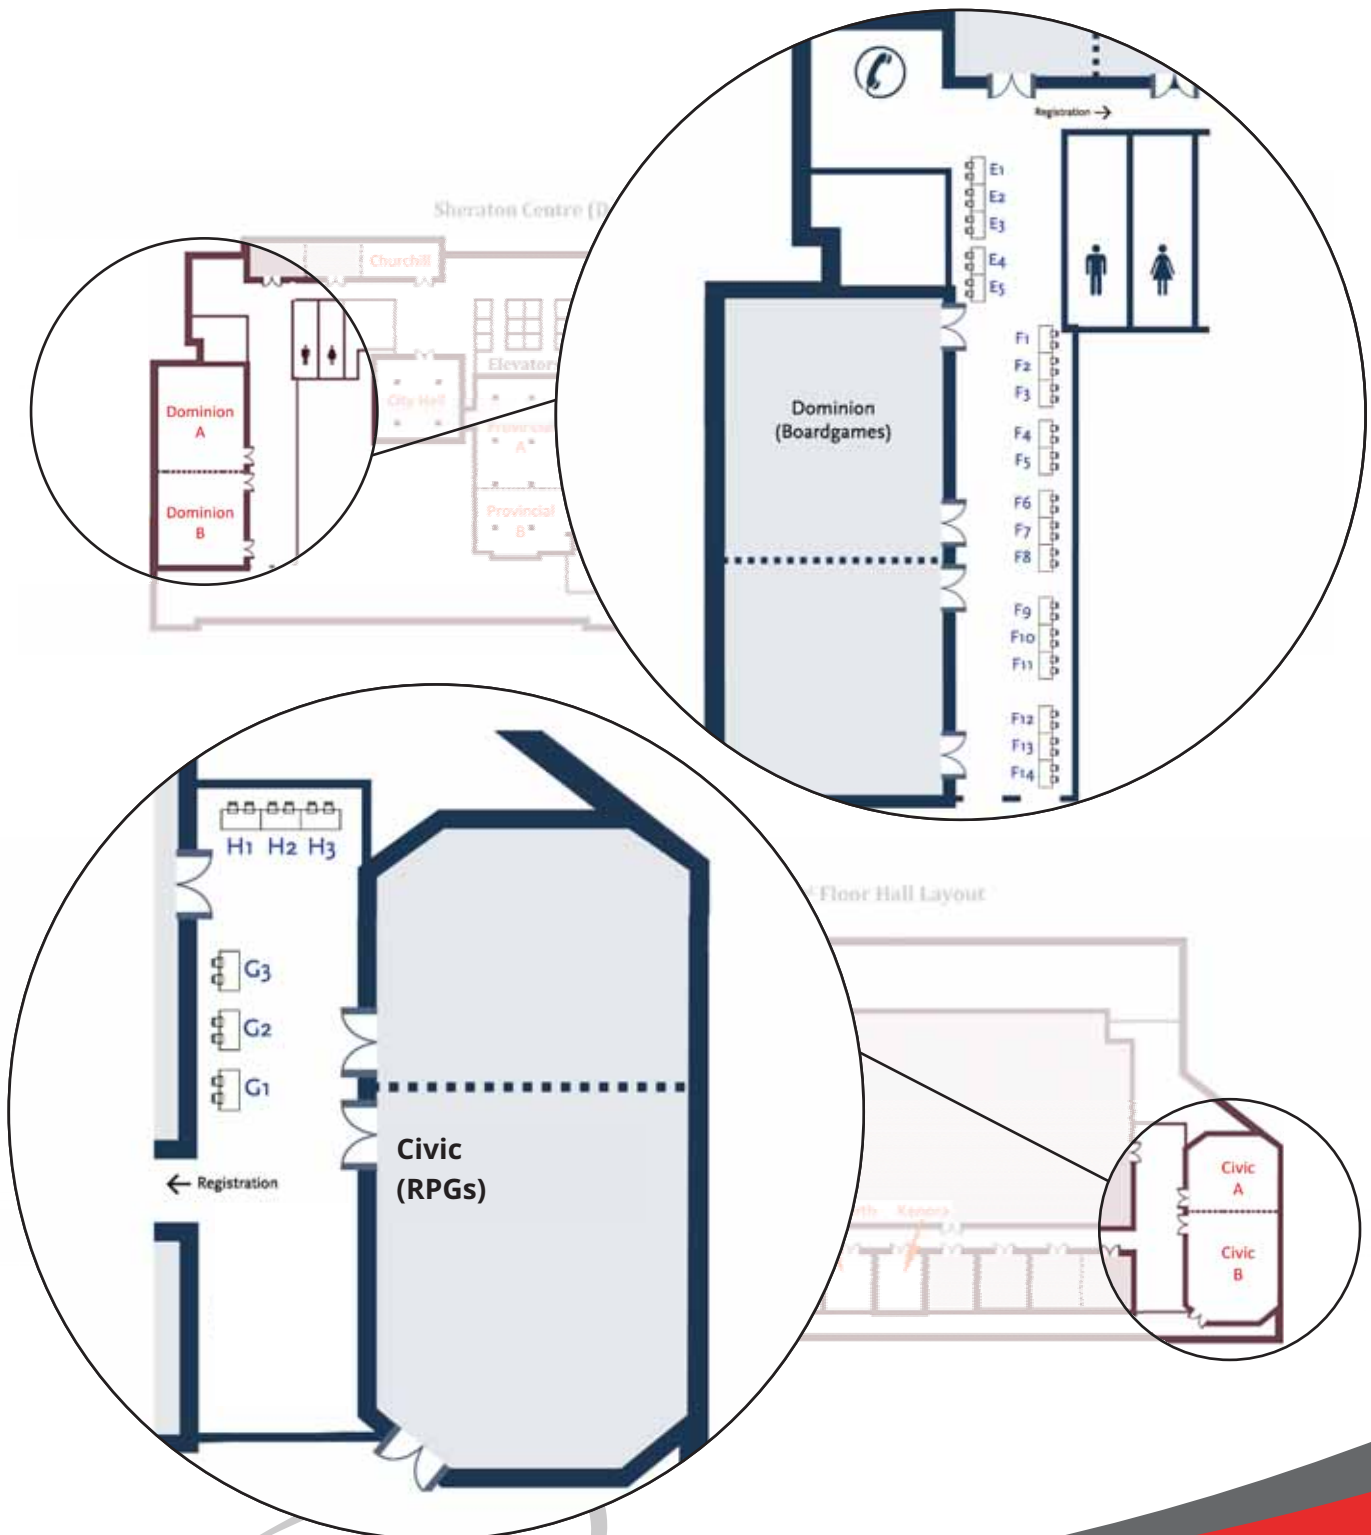 Registration →
E1
E2
E3
E4
E5
Sheraton Centre (
Churchill
F1
F2
F3
F4
F5
F6
F7
F8
F9
F10
F11
F12
F13
F14
Dominion
(Boardgames)
Elevators
City Hall
Dominion
A
Dominion
B
Provincial
A
Provincial
B
H1 H2 H3
G3
G2
G1
← Registration
Civic
(RPGs)
Floor Hall Layout
Kenora
Civic
A
Civic
B